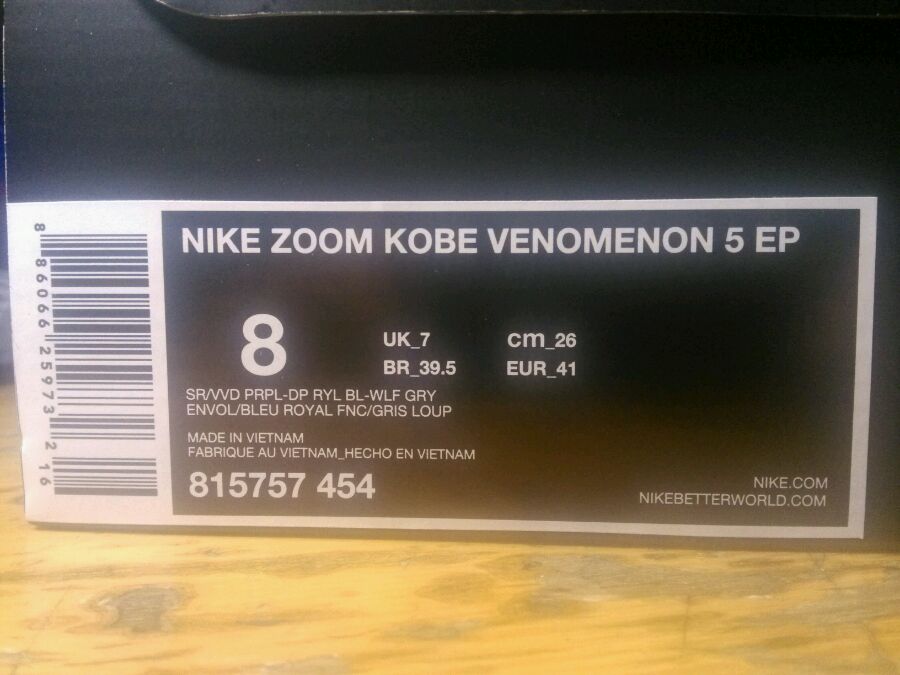 NIKE ZOOM KOBE VENOMENON 5 EP
8
UK_7
cm_26
BR_39.5
EUR_41
SR/VVD PRPL-DP RYL BL-WLF GRY
ENVOL/BLEU ROYAL FNC/GRIS LOUP
MADE IN VIETNAM
FABRIQUE AU VIETNAM_HECHO EN VIETNAM
815757 454
NIKE.COM
NIKEBETTERWORLD.COM
8 86066 25973 2 16